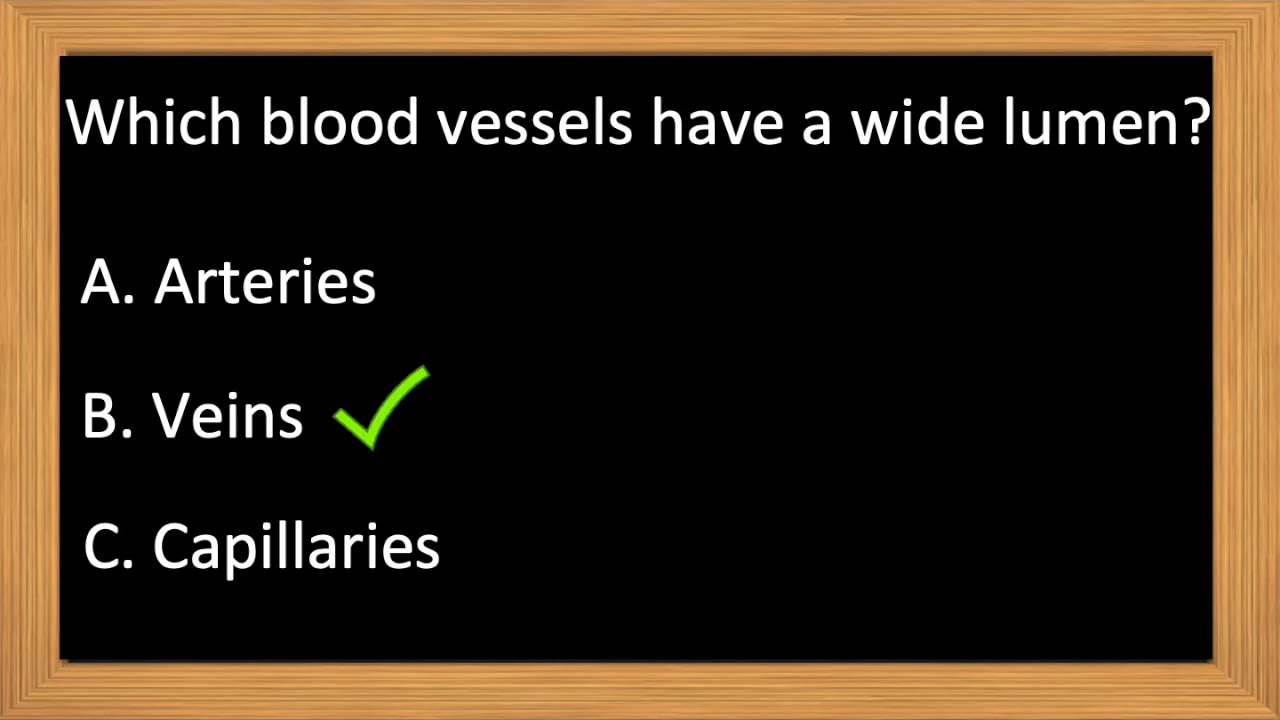 Which blood vessels have a wide lumen?
A. Arteries
B. Veins
C. Capillaries